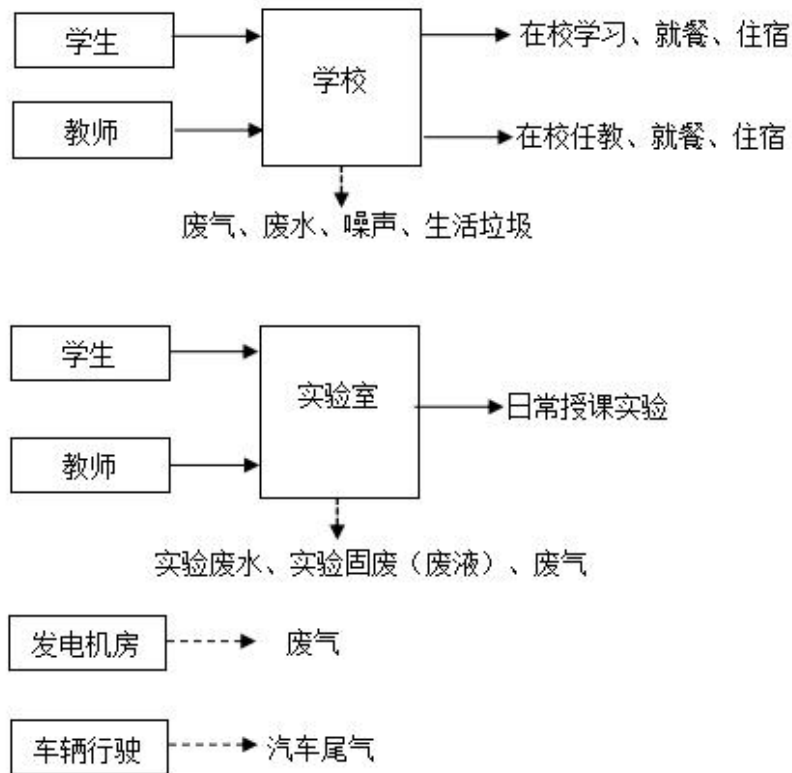 学生
在校学习、就餐、住宿
学校
教师
在校任教、就餐、住宿
废气、废水、噪声、生活垃圾
学生
实验室
日常授课实验
教师
实验废水、实验固废（废液）、废气
发电机房
废气
车辆行驶
汽车尾气